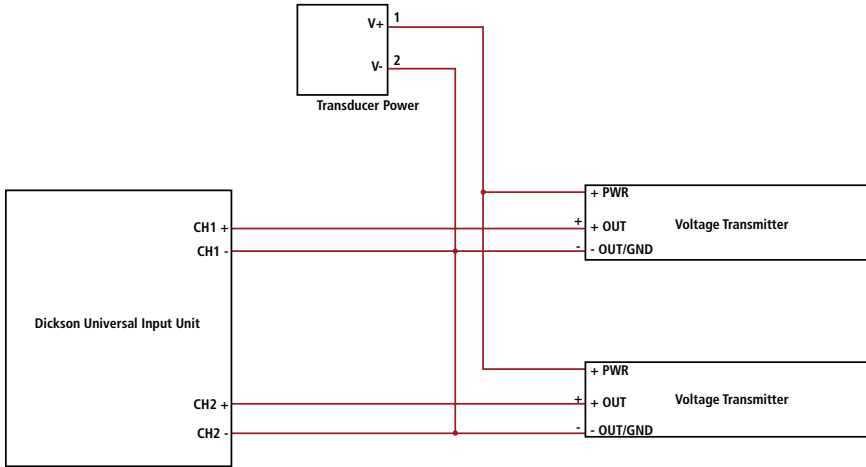 V+ 1
V- 2
Transducer Power
+ PWR
CH1 + + + OUT Voltage Transmitter
CH1 - - - OUT/GND
Dickson Universal Input Unit
+ PWR
CH2 + + + OUT Voltage Transmitter
CH2 - - - OUT/GND